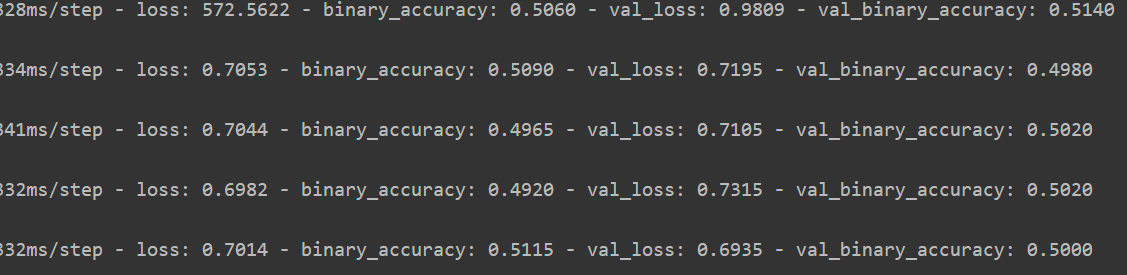 328ms/step - loss: 572.5622 - binary_accuracy: 0.5060 - val_loss: 0.9809 - val_binary_accuracy: 0.5140
334ms/step - loss: 0.7053 - binary_accuracy: 0.5090 - val_loss: 0.7195 - val_binary_accuracy: 0.4980
341ms/step - loss: 0.7044 - binary_accuracy: 0.4965 - val_loss: 0.7105 - val_binary_accuracy: 0.5020
332ms/step - loss: 0.6982 - binary_accuracy: 0.4920 - val_loss: 0.7315 - val_binary_accuracy: 0.5020
332ms/step - loss: 0.7014 - binary_accuracy: 0.5115 - val_loss: 0.6935 - val_binary_accuracy: 0.5000